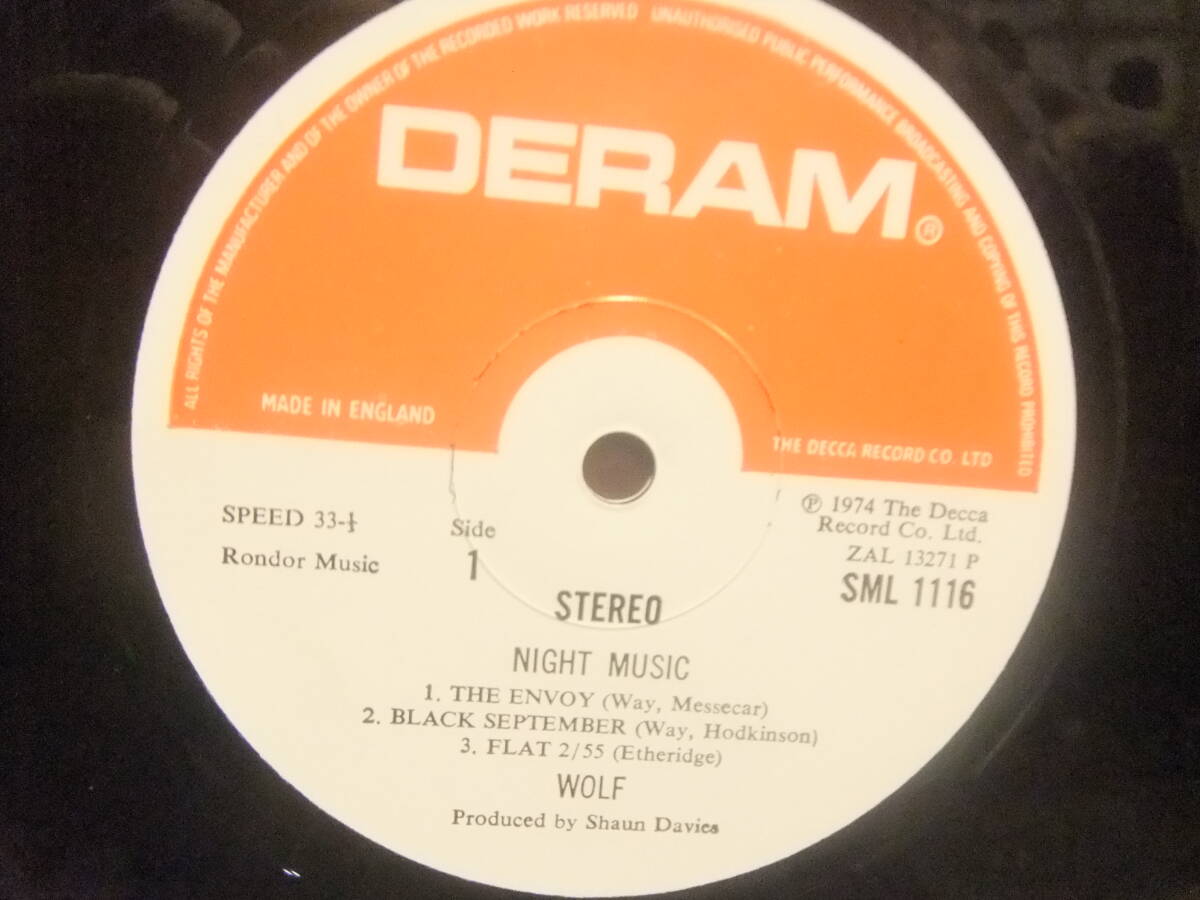 ALL RIGHTS OF THE MANUFACTURER AND OF THE OWNER OF THE RECORDED WORK RESERVED UNAUTHORISED PUBLIC PERFORMANCE BROADCASTING AND COPYING OF THIS RECORD PROHIBITED
DERAM®
MADE IN ENGLAND
THE DECCA RECORD CO. LTD
SPEED 33-⅓
Rondor Music
Side
1
℗ 1974 The Decca
Record Co. Ltd.
ZAL 13271 P
SML 1116
STEREO
NIGHT MUSIC
1. THE ENVOY (Way, Messecar)
2. BLACK SEPTEMBER (Way, Hodkinson)
3. FLAT 2/55 (Etheridge)
WOLF
Produced by Shaun Davies